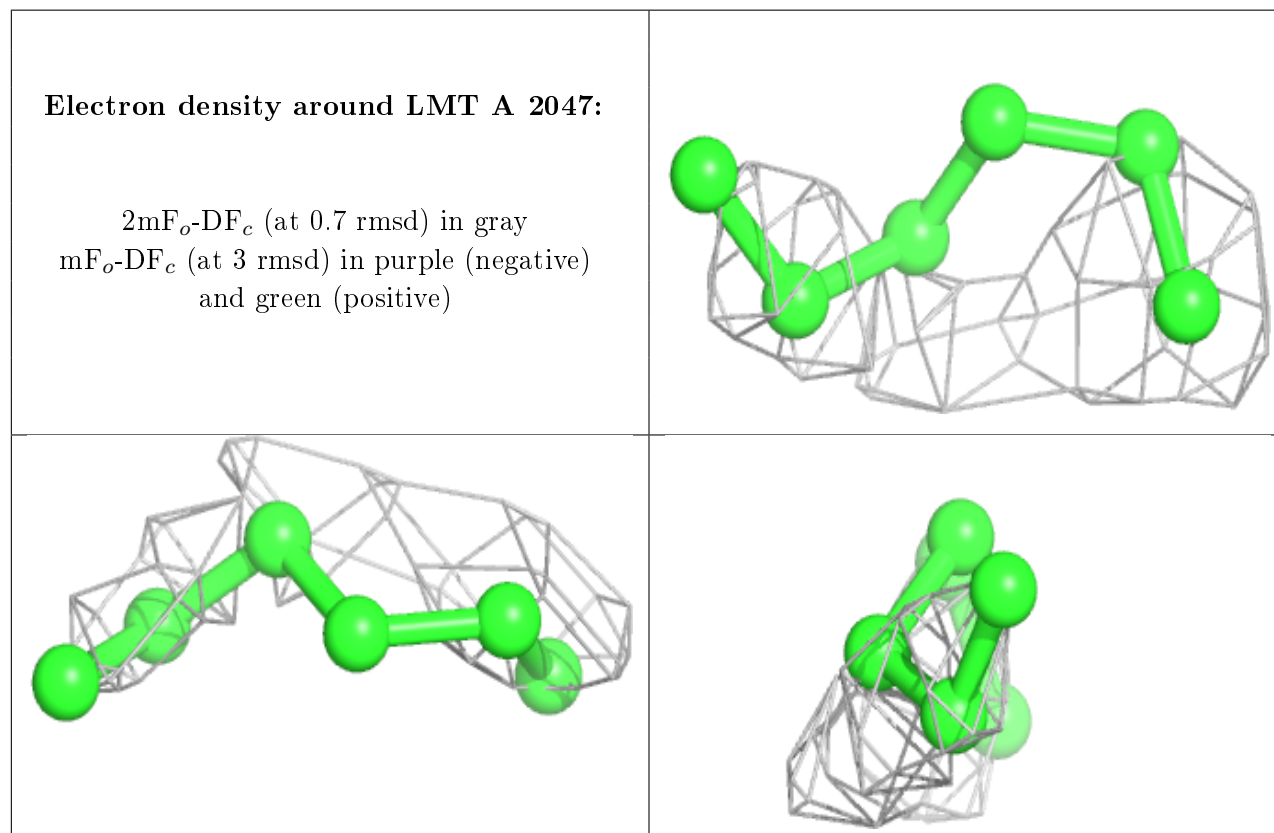 Electron density around LMT A 2047:
2mFo-DFc (at 0.7 rmsd) in gray
mFo-DFc (at 3 rmsd) in purple (negative)
and green (positive)